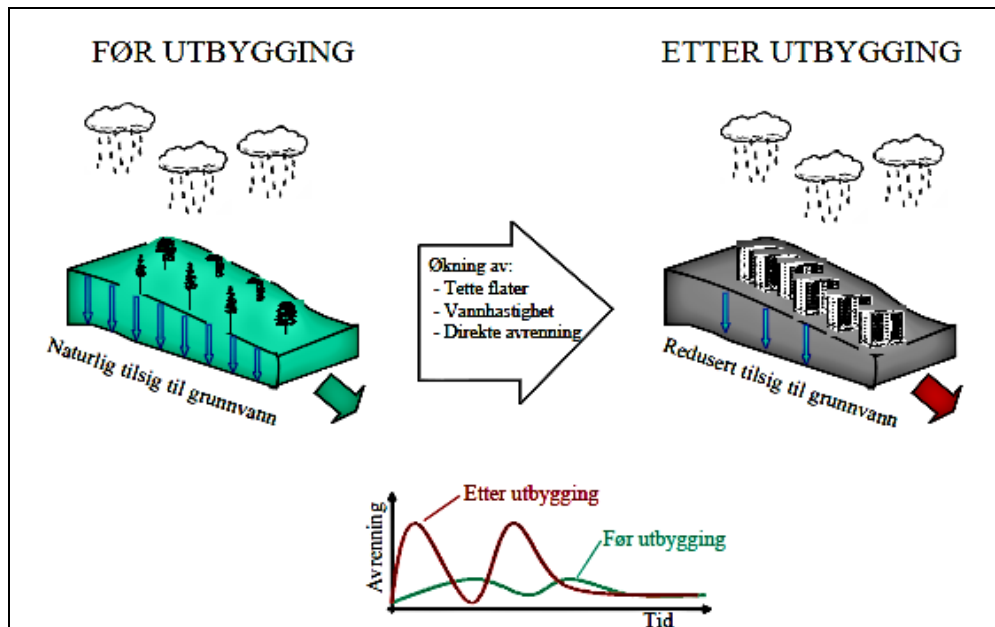 FØR UTBYGGING
ETTER UTBYGGING
Økning av:
- Tette flater
- Vannhastighet
- Direkte avrenning
Naturlig tilsig til grunnvann
Redusert tilsig til grunnvann
Etter utbygging
Før utbygging
Avrenning
Tid